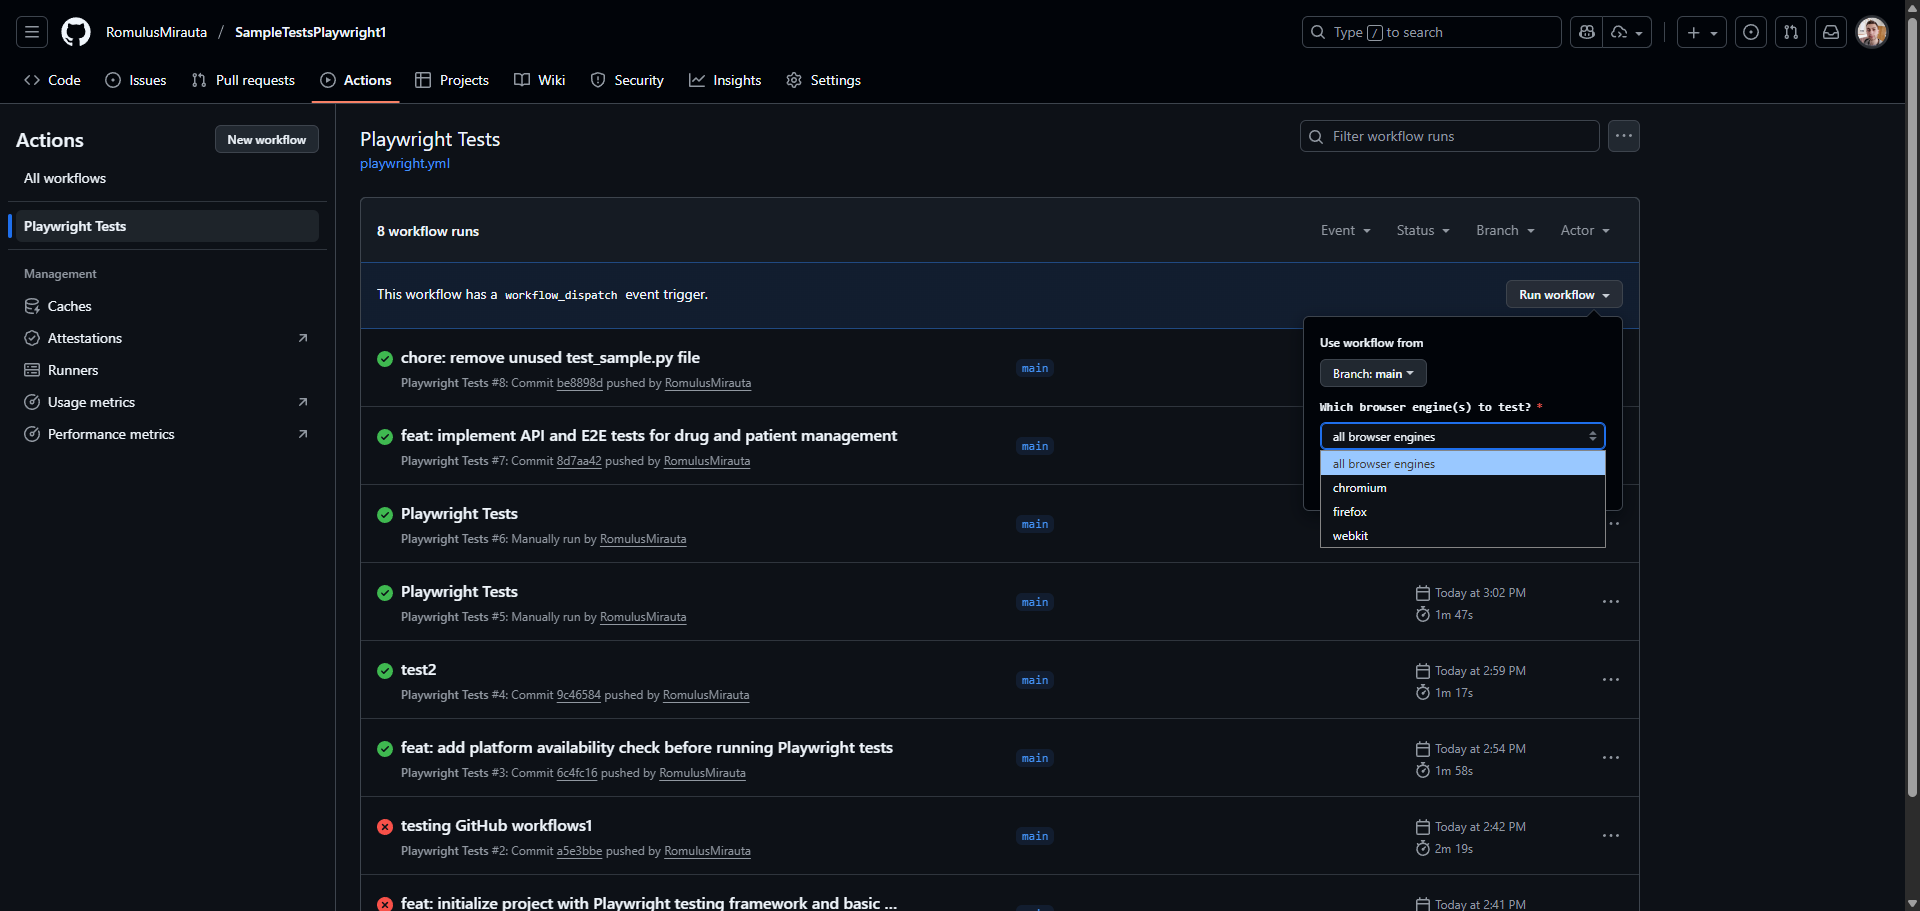 RomulusMirauta / SampleTestsPlaywright1
Type / to search
Code Issues Pull requests Actions Projects Wiki Security Insights Settings
Actions
New workflow
All workflows
Playwright Tests
Management
Caches
Attestations
Runners
Usage metrics
Performance metrics
Playwright Tests
playwright.yml
Filter workflow runs
8 workflow runs
Event Status Branch Actor
This workflow has a workflow_dispatch event trigger.
Run workflow
Use workflow from
Branch: main
Which browser engine(s) to test? *
all browser engines
all browser engines
chromium
firefox
webkit
chore: remove unused test_sample.py file
Playwright Tests #8: Commit be8898d pushed by RomulusMirauta
main
feat: implement API and E2E tests for drug and patient management
Playwright Tests #7: Commit 8d7aa42 pushed by RomulusMirauta
main
Playwright Tests
Playwright Tests #6: Manually run by RomulusMirauta
main
Playwright Tests
Playwright Tests #5: Manually run by RomulusMirauta
main
Today at 3:02 PM
1m 47s
test2
Playwright Tests #4: Commit 9c46584 pushed by RomulusMirauta
main
Today at 2:59 PM
1m 17s
feat: add platform availability check before running Playwright tests
Playwright Tests #3: Commit 6c4fc16 pushed by RomulusMirauta
main
Today at 2:54 PM
1m 58s
testing GitHub workflows1
Playwright Tests #2: Commit a5e3bbe pushed by RomulusMirauta
main
Today at 2:42 PM
2m 19s
feat: initialize project with Playwright testing framework and basic ...
Today at 2:41 PM